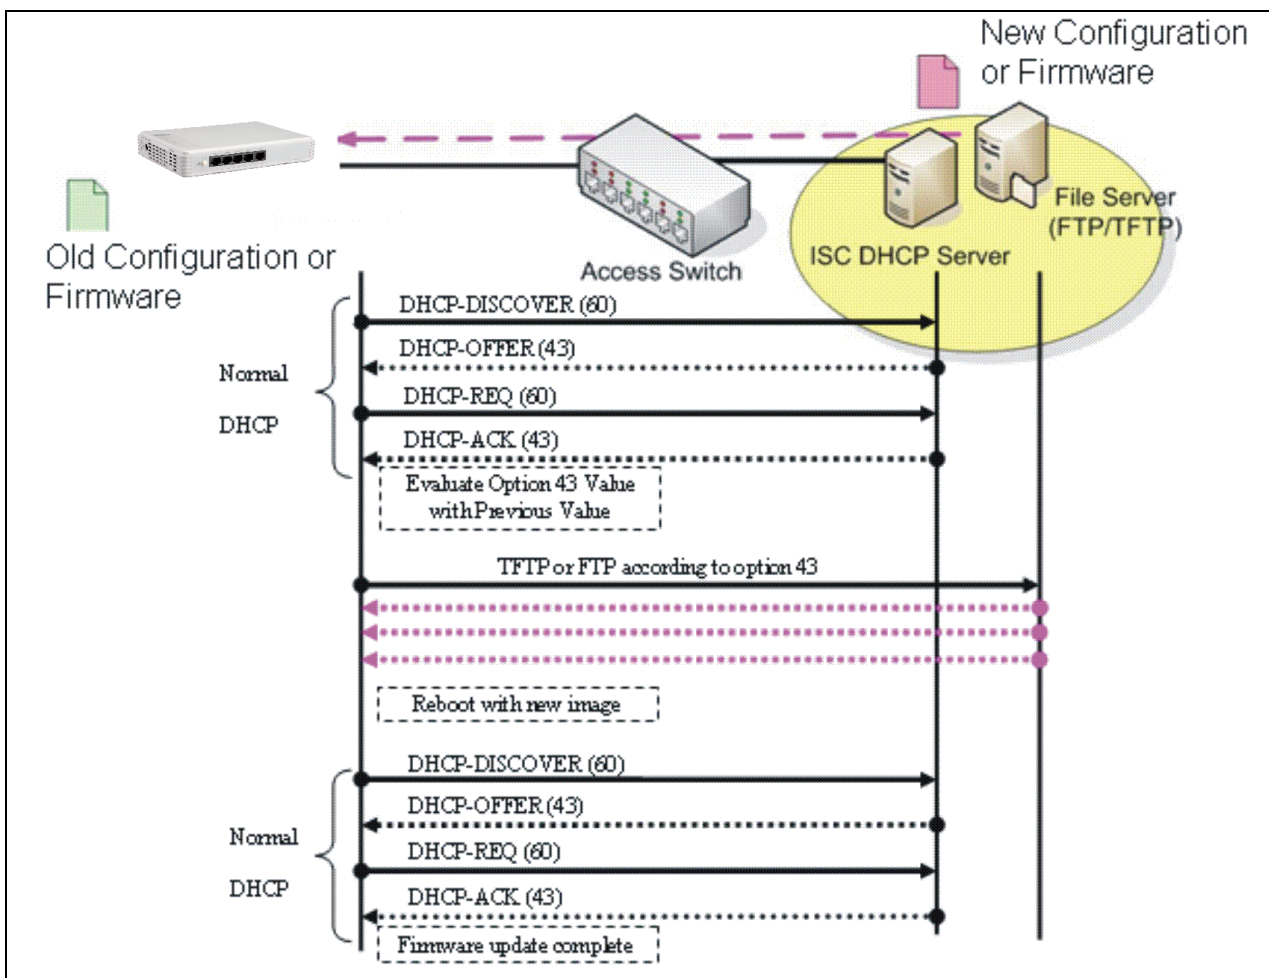 New Configuration
or Firmware
File Server
(FTP/TFTP)
ISC DHCP Server
Access Switch
Old Configuration or
Firmware
DHCP-DISCOVER (60)
DHCP-OFFER (43)
Normal
DHCP
DHCP-REQ (60)
DHCP-ACK (43)
Evaluate Option 43 Value
with Previous Value
TFTP or FTP according to option 43
Reboot with new image
DHCP-DISCOVER (60)
DHCP-OFFER (43)
Normal
DHCP
DHCP-REQ (60)
DHCP-ACK (43)
Firmware update complete